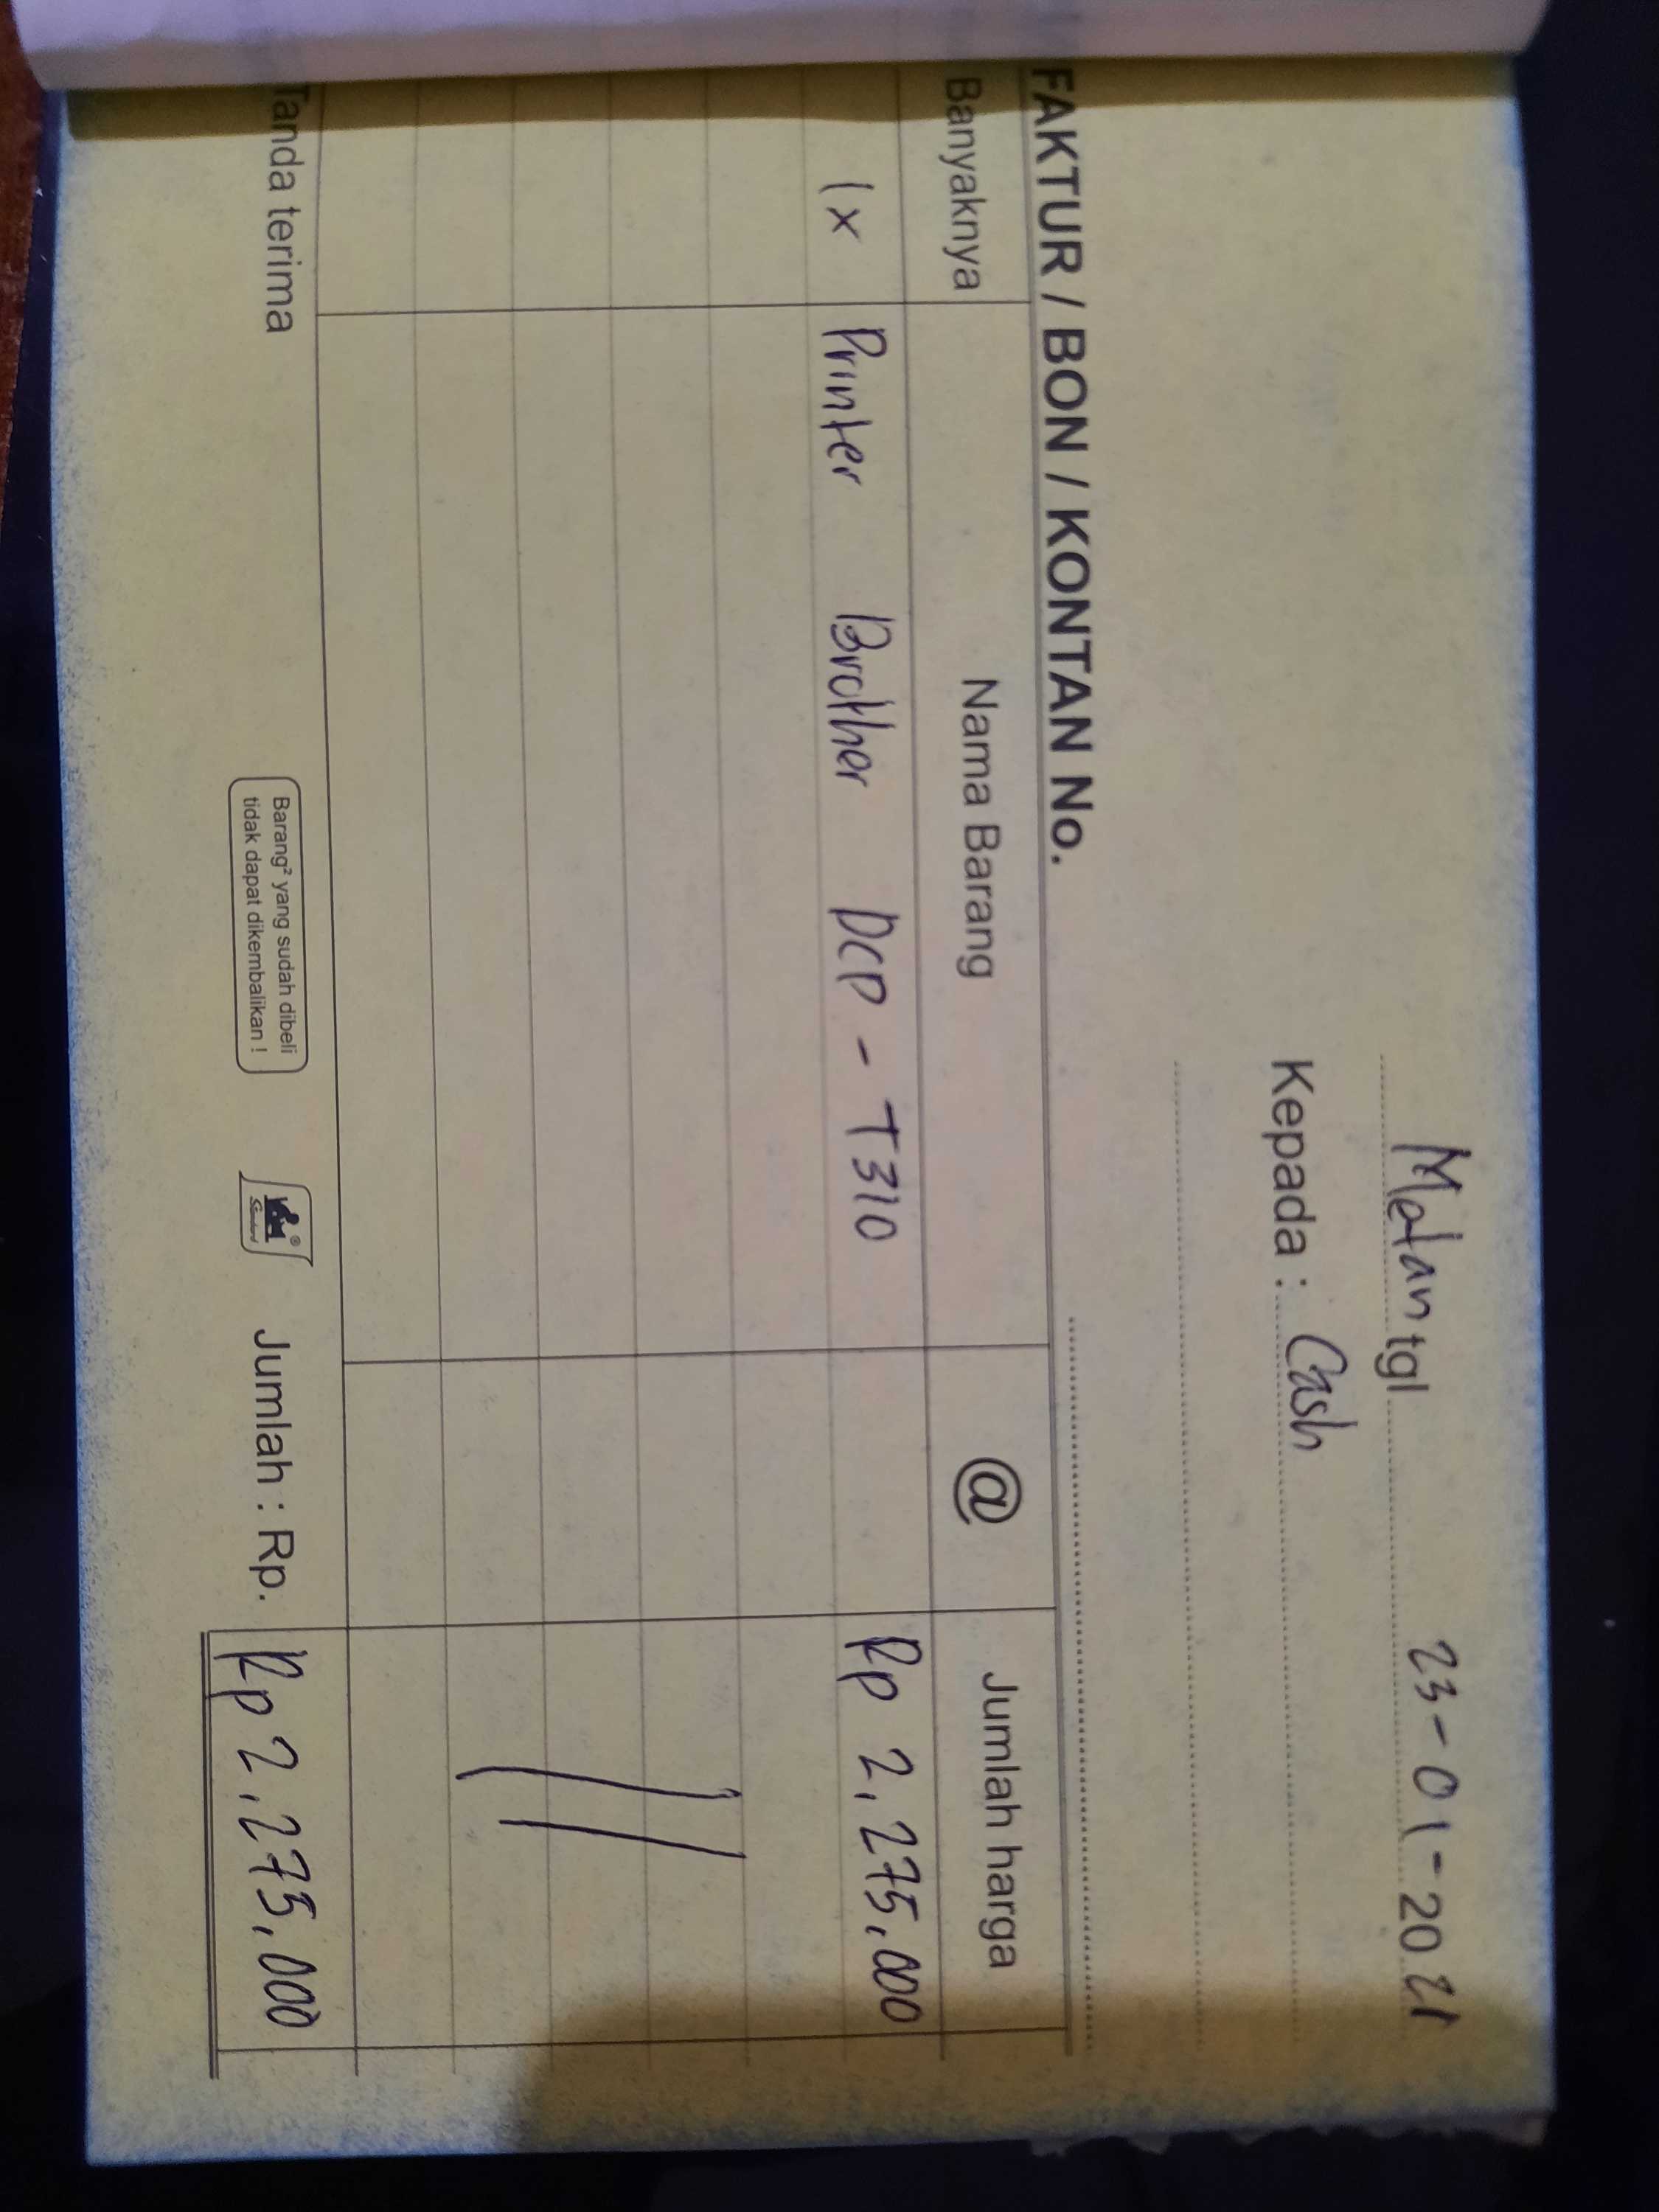 Medan tgl 23-01-2021
Kepada : Cash
FAKTUR / BON / KONTAN No.
Banyaknya Nama Barang @ Jumlah harga
1x Printer Brother DCP - T310 Rp 2,275,000
Tanda terima
Barang² yang sudah dibeli
tidak dapat dikembalikan !
Jumlah : Rp. Rp 2,275,000